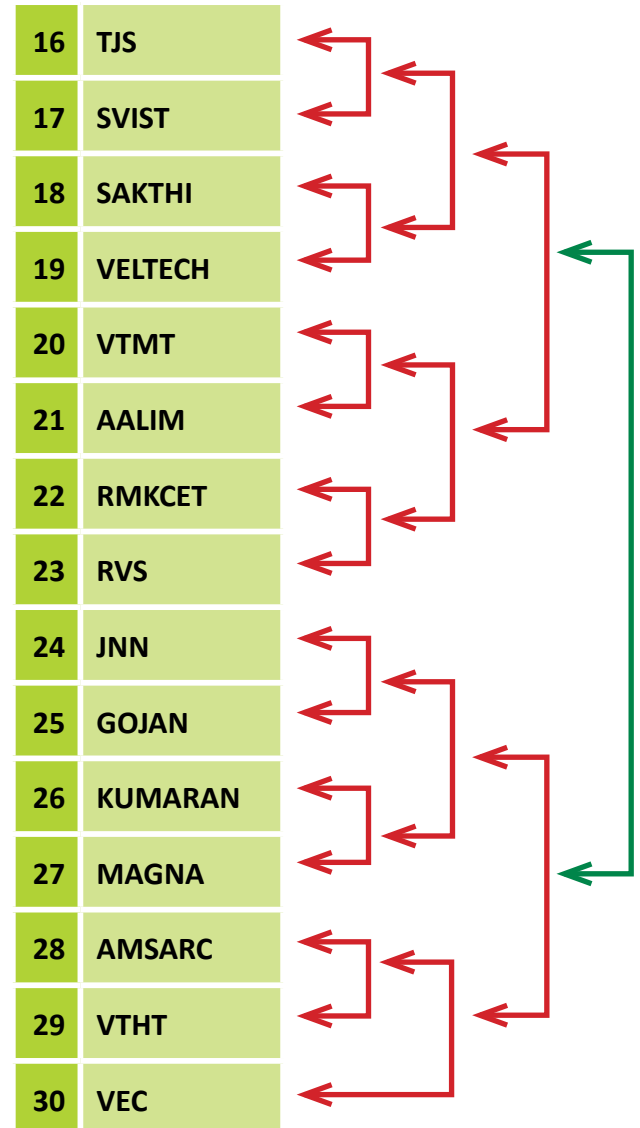 16 TJS
17 SVIST
18 SAKTHI
19 VELTECH
20 VTMT
21 AALIM
22 RMKCET
23 RVS
24 JNN
25 GOJAN
26 KUMARAN
27 MAGNA
28 AMSARC
29 VTHT
30 VEC